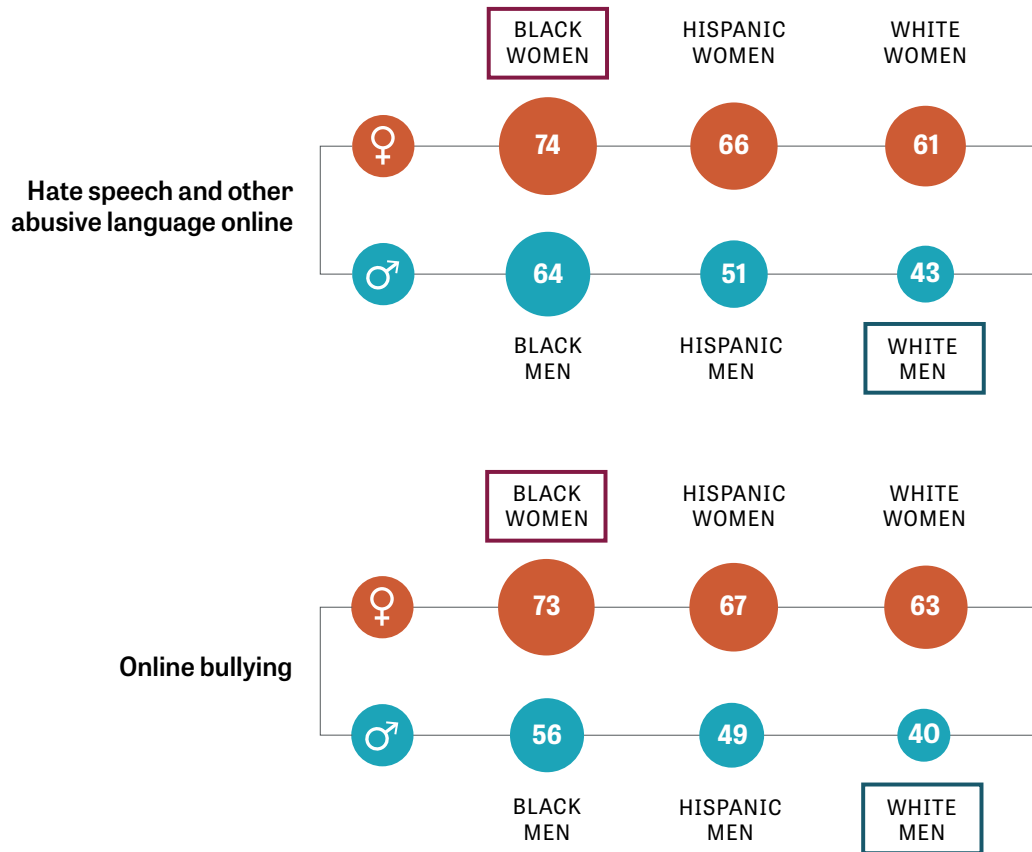 BLACK
WOMEN
HISPANIC
WOMEN
WHITE
WOMEN
74
66
61
Hate speech and other
abusive language online
64
51
43
BLACK
MEN
HISPANIC
MEN
WHITE
MEN
BLACK
WOMEN
HISPANIC
WOMEN
WHITE
WOMEN
73
67
63
Online bullying
56
49
40
BLACK
MEN
HISPANIC
MEN
WHITE
MEN